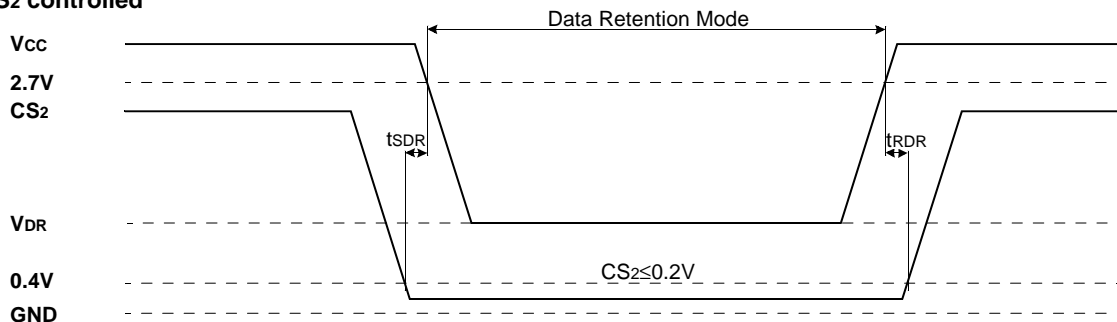 S2 controlled
Data Retention Mode
VCC
2.7V
CS2
tSDR
tRDR
VDR
0.4V
CS2≤0.2V
GND